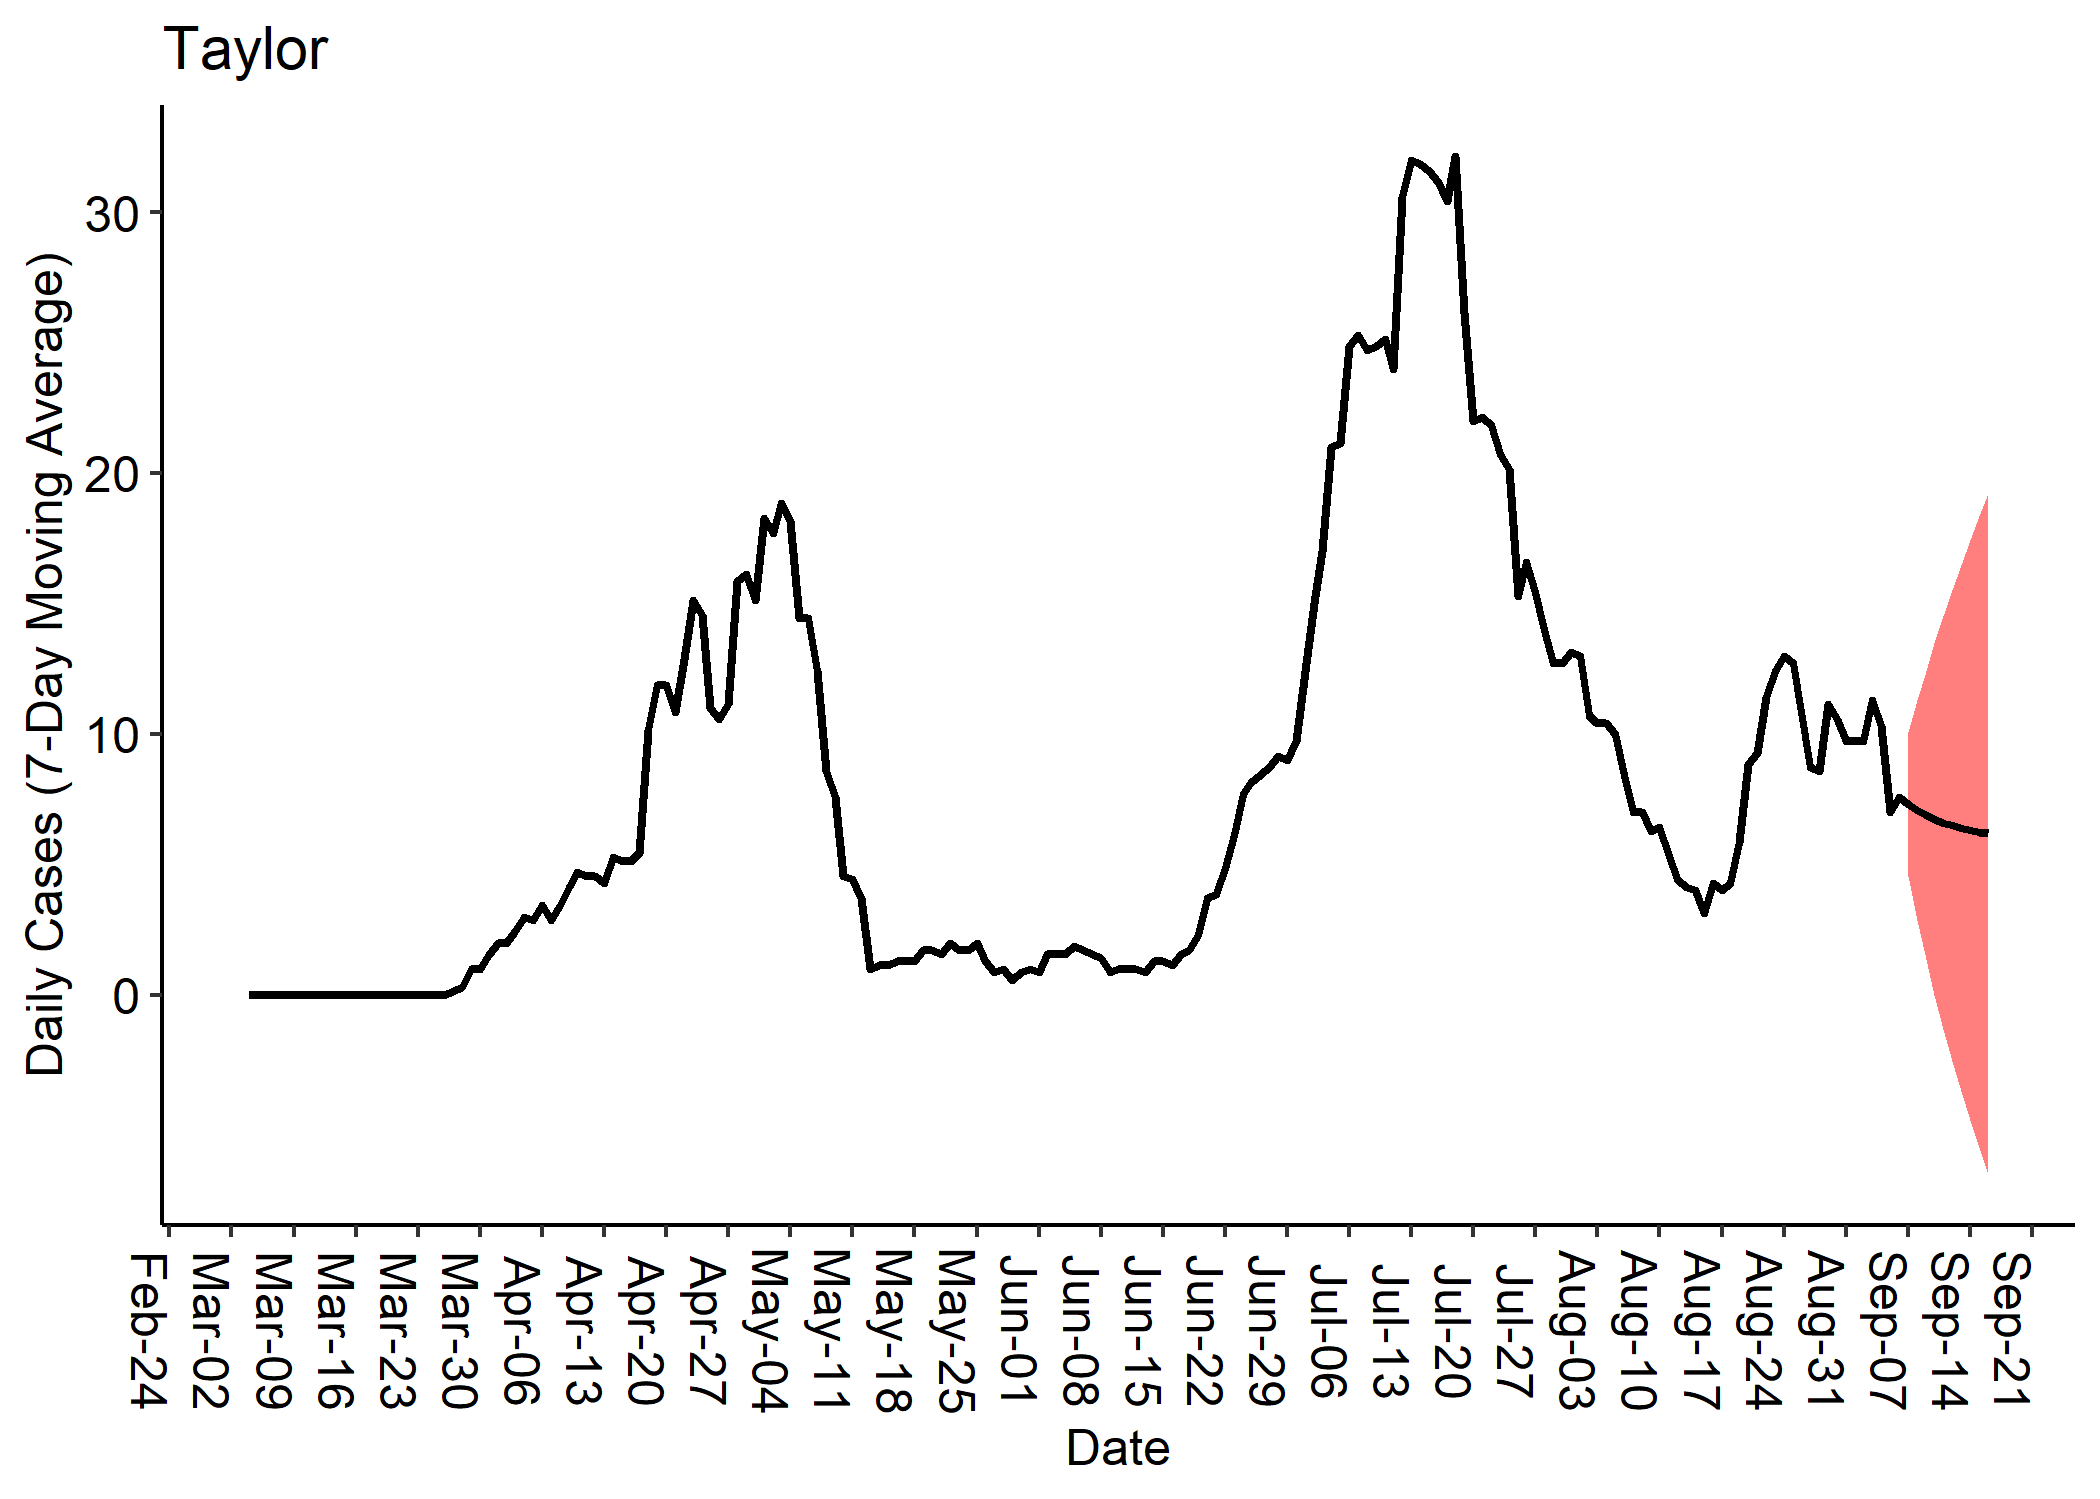 Taylor
Daily Cases (7-Day Moving Average)
30
20
10
0
Feb-24
Mar-02
Mar-09
Mar-16
Mar-23
Mar-30
Apr-06
Apr-13
Apr-20
Apr-27
May-04
May-11
May-18
May-25
Jun-01
Jun-08
Jun-15
Jun-22
Jun-29
Jul-06
Jul-13
Jul-20
Jul-27
Aug-03
Aug-10
Aug-17
Aug-24
Aug-31
Sep-07
Sep-14
Sep-21
Date